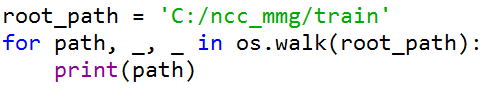 root_path = 'C:/ncc_mmg/train'
for path, _, _ in os.walk(root_path):
    print(path)